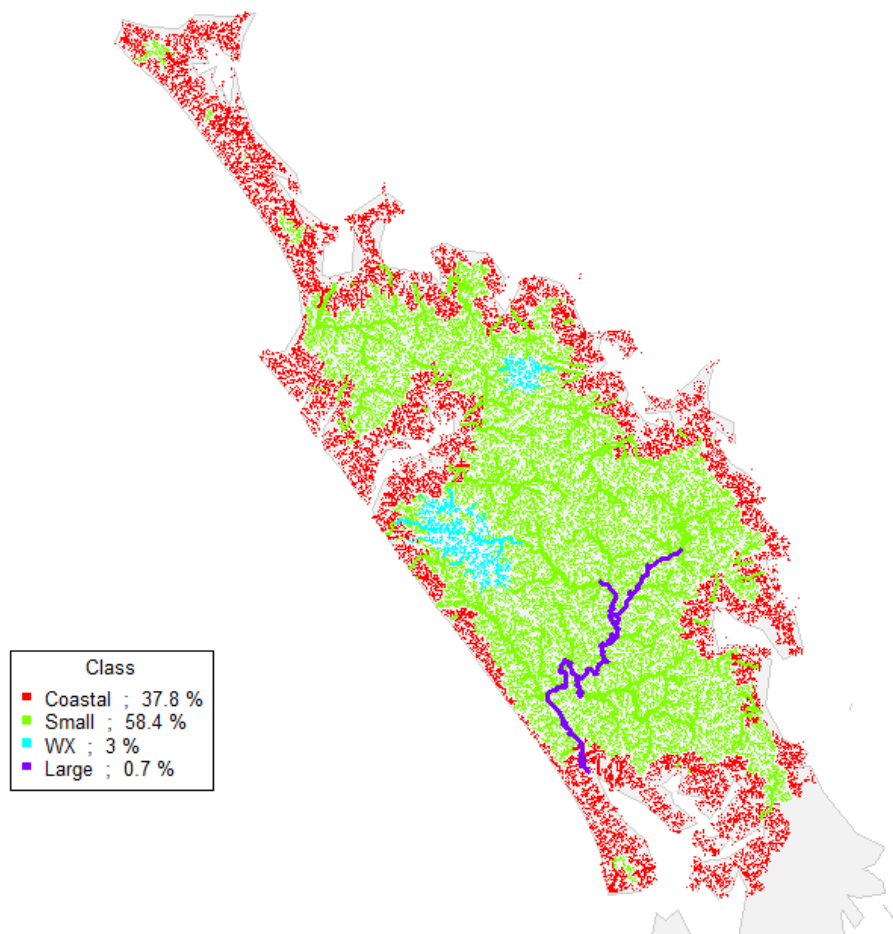 Class
Coastal ; 37.8 %
Small ; 58.4 %
WX ; 3 %
Large ; 0.7 %